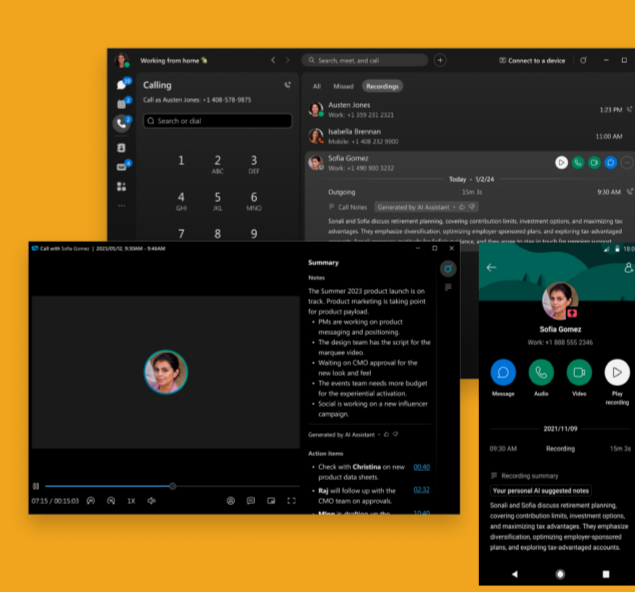 Working from home
Search, meet, and call
Connect to a device
Calling
Call as Austen Jones: +1 408-578-9875
Search or dial
1
2
3
ABC
DEF
4
5
6
GHI
JKL
MNO
7
8
9
All
Missed
Recordings
Austen Jones
Work: +1 359 231 2321
1:23 PM
Isabella Brennan
Mobile: +1 408 232 9900
11:00 AM
Sofia Gomez
Work: +1 490 900 3232
Today - 1/2/24
Outgoing
15m 3s
9:30 AM
Call Notes
Generated by AI Assistant
Sonali and Sofia discuss retirement planning, covering contribution limits, investment options, and maximizing tax
advantages. They emphasize diversification, optimizing employer-sponsored plans, and exploring tax-advantaged
Call with Sofia Gomez | 2023/05/12, 9:30AM - 9:46AM
Summary
Notes
The Summer 2023 product launch is on
track. Product marketing is taking point
for product payload.
• PMs are working on product
messaging and positioning.
• The design team has the script for the
marquee video.
• Waiting on CMO approval for the
new look and feel
• The events team needs more budget
for the experiential activation.
• Social is working on a new influencer
campaign.
Generated by AI Assistant
Action items
• Check with Christina on new
product data sheets.
00:40
• Raj will follow up with the
CMO team on approvals.
02:32
10:40
07:15 / 00:15:03
1X
Sofia Gomez
Work: +1 888 555 2346
Message
Audio
Video
Play
recording
2021/11/09
09:30 AM
Recording
15m 3s
Recording summary
Your personal AI suggested notes
Sonali and Sofia discuss retirement planning,
covering contribution limits, investment options,
and maximizing tax advantages. They emphasize
diversification, optimizing employer-sponsored
plans, and exploring tax-advantaged accounts.